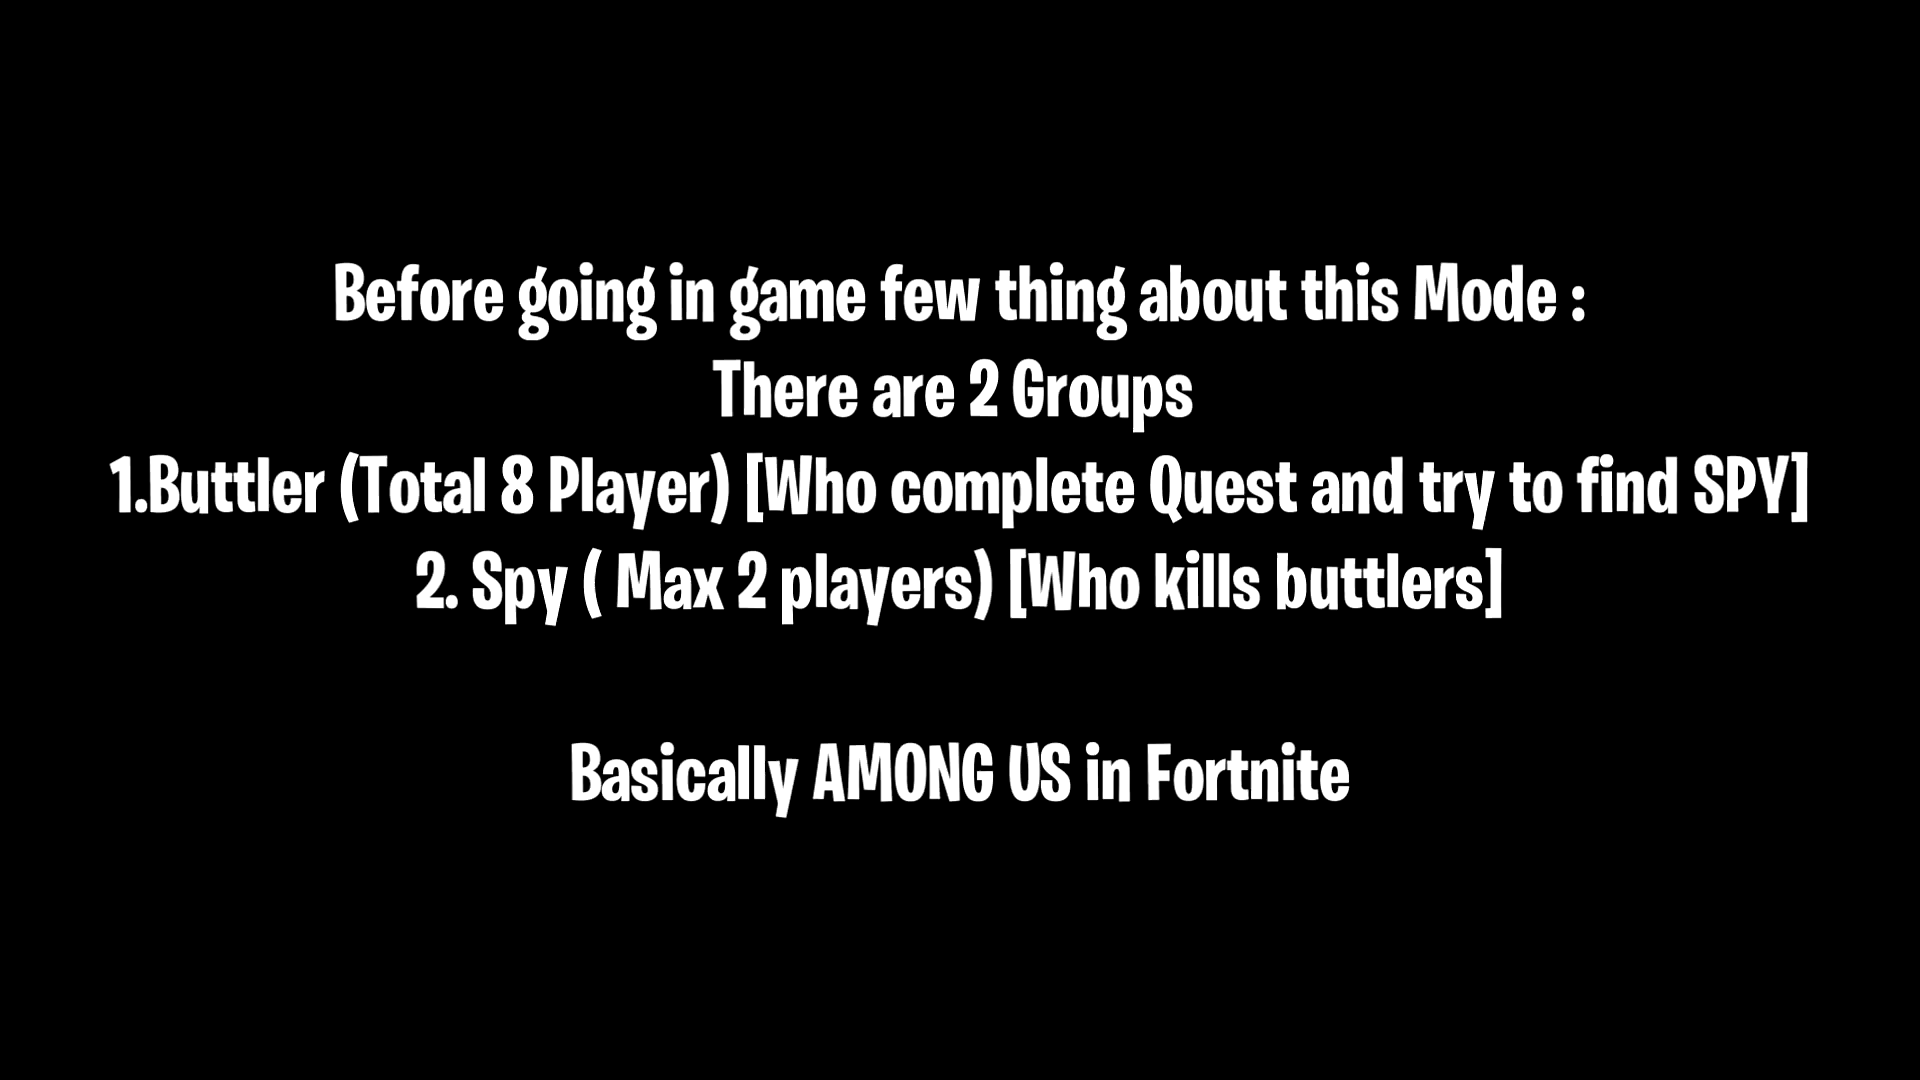 Before going in game few thing about this Mode :
There are 2 Groups
1.Buttler (Total 8 Player) [Who complete Quest and try to find SPY]
2. Spy ( Max 2 players) [Who kills buttlers]
Basically AMONG US in Fortnite